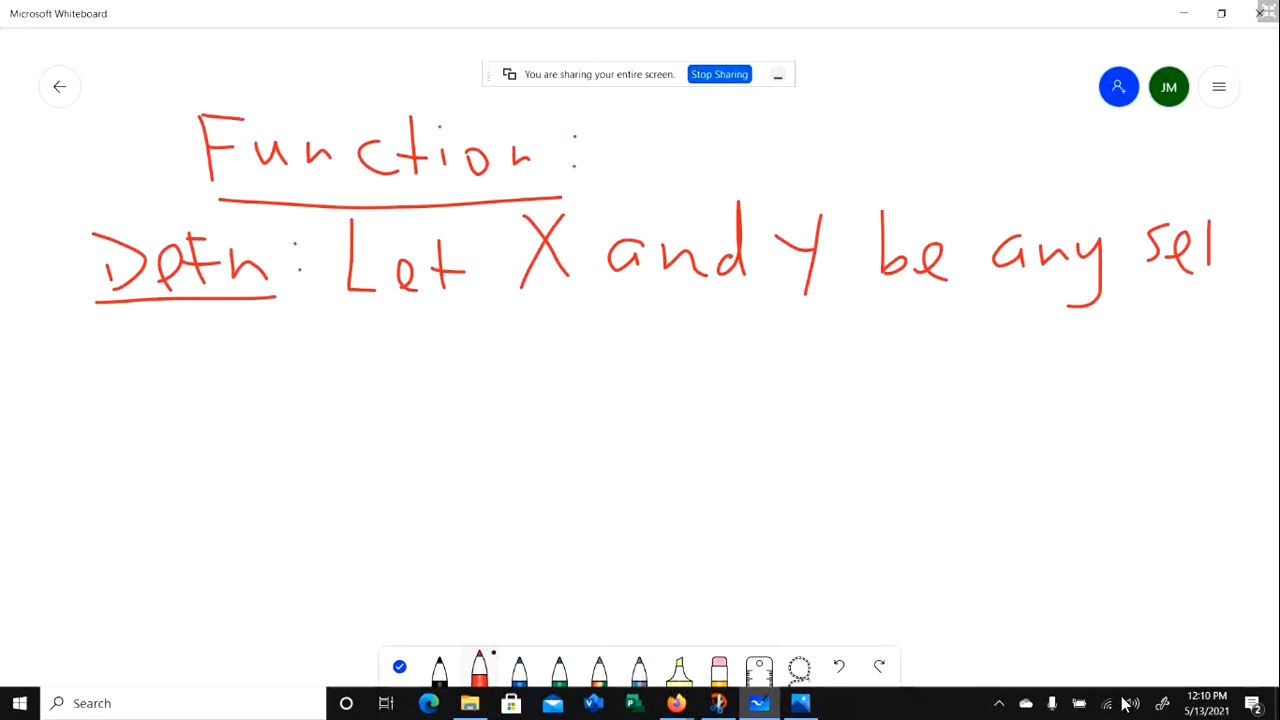 Microsoft Whiteboard
You are sharing your entire screen. Stop Sharing
JM
Function:
Defn: Let X and Y be any set
Search
12:10 PM
5/13/2021
2